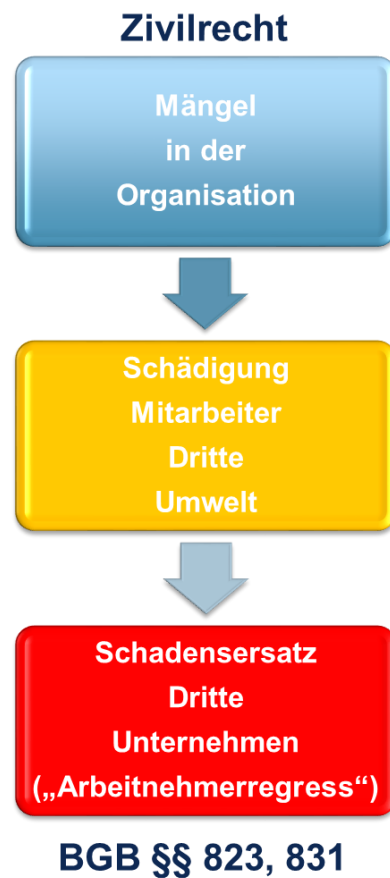 Zivilrecht
Mängel
in der
Organisation
Schädigung
Mitarbeiter
Dritte
Umwelt
Schadensersatz
Dritte
Unternehmen
(„Arbeitnehmerregress“)
BGB §§ 823, 831